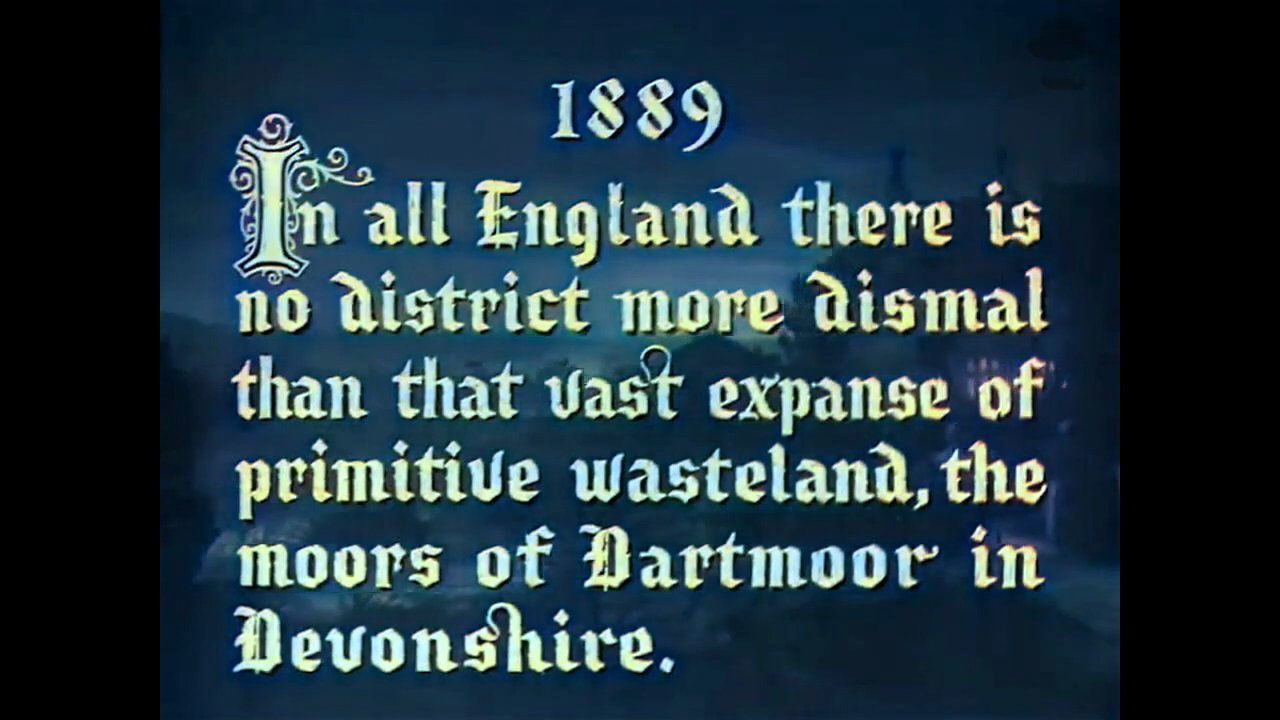 1889
In all England there is
no district more dismal
than that vast expanse of
primitive wasteland, the
moors of Dartmoor in
Devonshire.